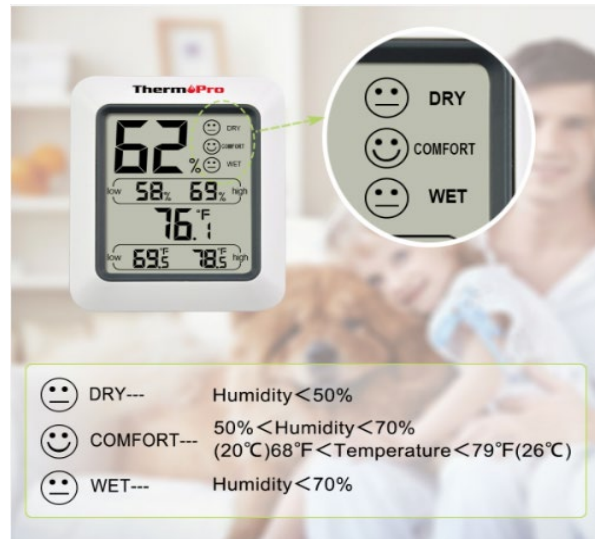 ThermoPro
62% DRY
COMFORT
WET
low 58% 69% high
76.1°F
low 69.5°F 78.5°F high
DRY
COMFORT
WET
DRY--- Humidity<50%
COMFORT--- 50%<Humidity<70%
(20℃)68°F<Temperature<79°F(26℃)
WET--- Humidity<70%